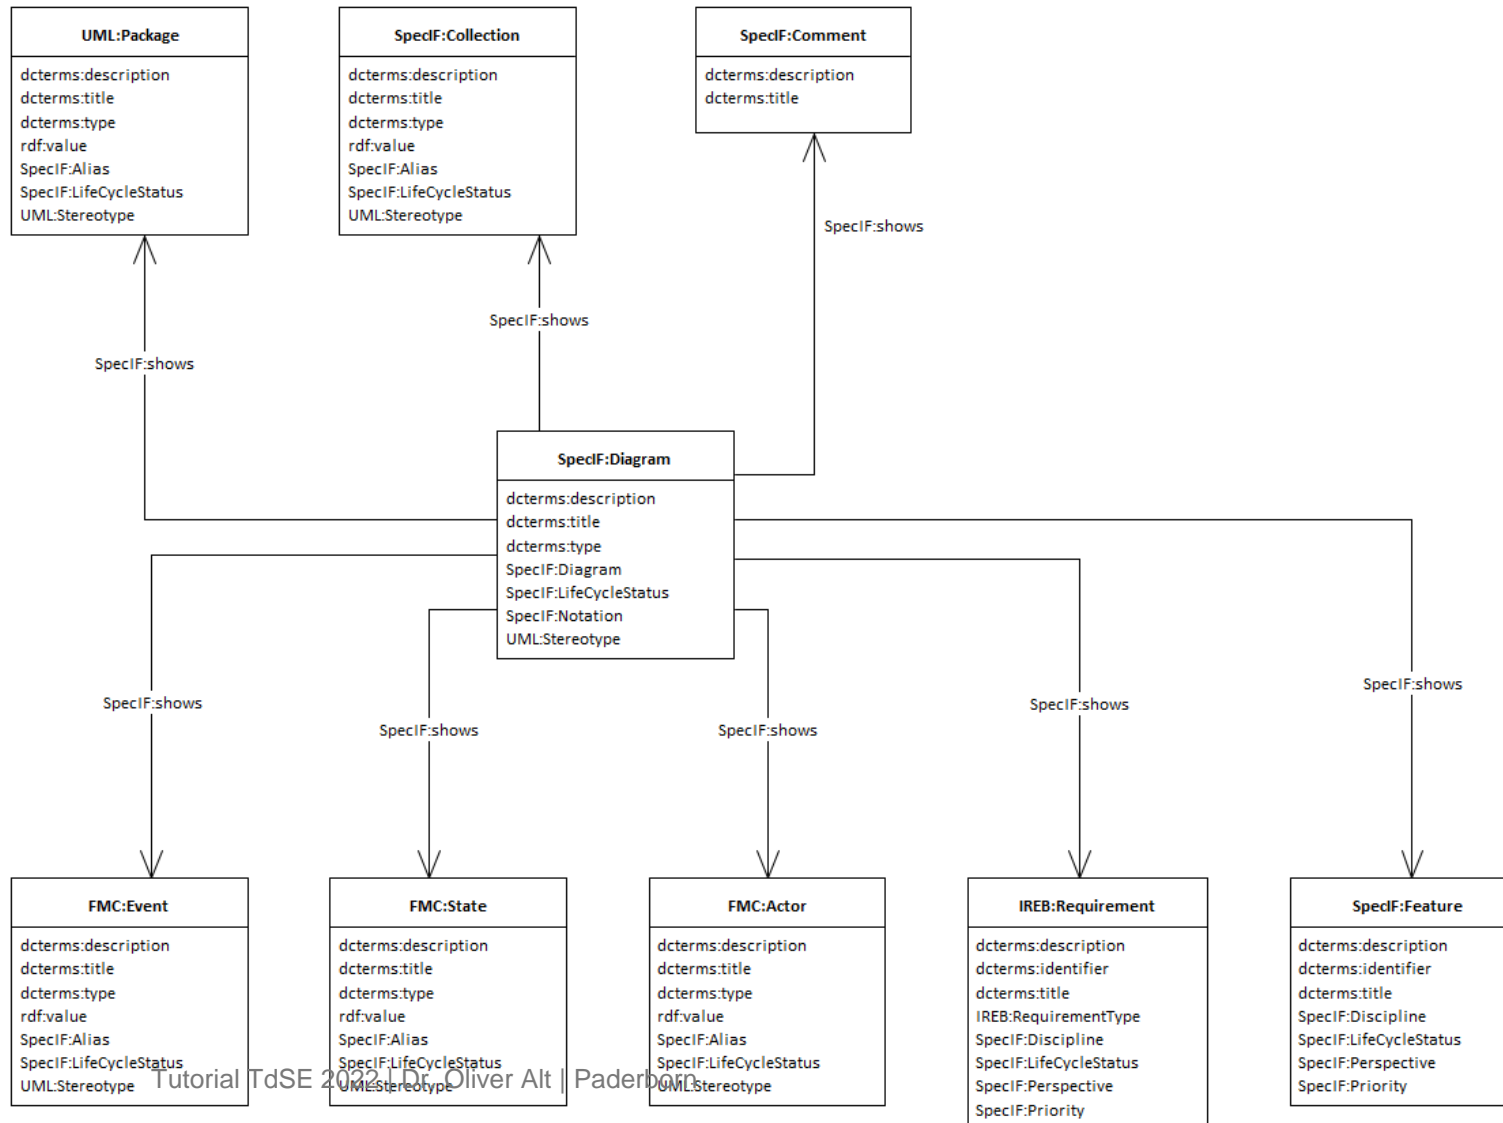 UML:Package
dcterms:description
dcterms:title
dcterms:type
rdf:value
SpecIF:Alias
SpecIF:LifeCycleStatus
UML:Stereotype
SpecIF:Collection
dcterms:description
dcterms:title
dcterms:type
rdf:value
SpecIF:Alias
SpecIF:LifeCycleStatus
UML:Stereotype
SpecIF:Comment
dcterms:description
dcterms:title
SpecIF:shows
SpecIF:shows
SpecIF:shows
SpecIF:Diagram
dcterms:description
dcterms:title
dcterms:type
SpecIF:Diagram
SpecIF:LifeCycleStatus
SpecIF:Notation
UML:Stereotype
SpecIF:shows
SpecIF:shows
SpecIF:shows
SpecIF:shows
SpecIF:shows
FMC:Event
dcterms:description
dcterms:title
dcterms:type
rdf:value
SpecIF:Alias
SpecIF:LifeCycleStatus
UML:Stereotype
FMC:State
dcterms:description
dcterms:title
dcterms:type
rdf:value
SpecIF:Alias
SpecIF:LifeCycleStatus
UML:Stereotype
FMC:Actor
dcterms:description
dcterms:title
dcterms:type
rdf:value
SpecIF:Alias
SpecIF:LifeCycleStatus
UML:Stereotype
IREB:Requirement
dcterms:description
dcterms:identifier
dcterms:title
IREB:RequirementType
SpecIF:Discipline
SpecIF:LifeCycleStatus
SpecIF:Perspective
SpecIF:Priority
SpecIF:Feature
dcterms:description
dcterms:identifier
dcterms:title
SpecIF:Discipline
SpecIF:LifeCycleStatus
SpecIF:Perspective
SpecIF:Priority
Tutorial TdSE 2022 | Dr. Oliver Alt | Paderborn